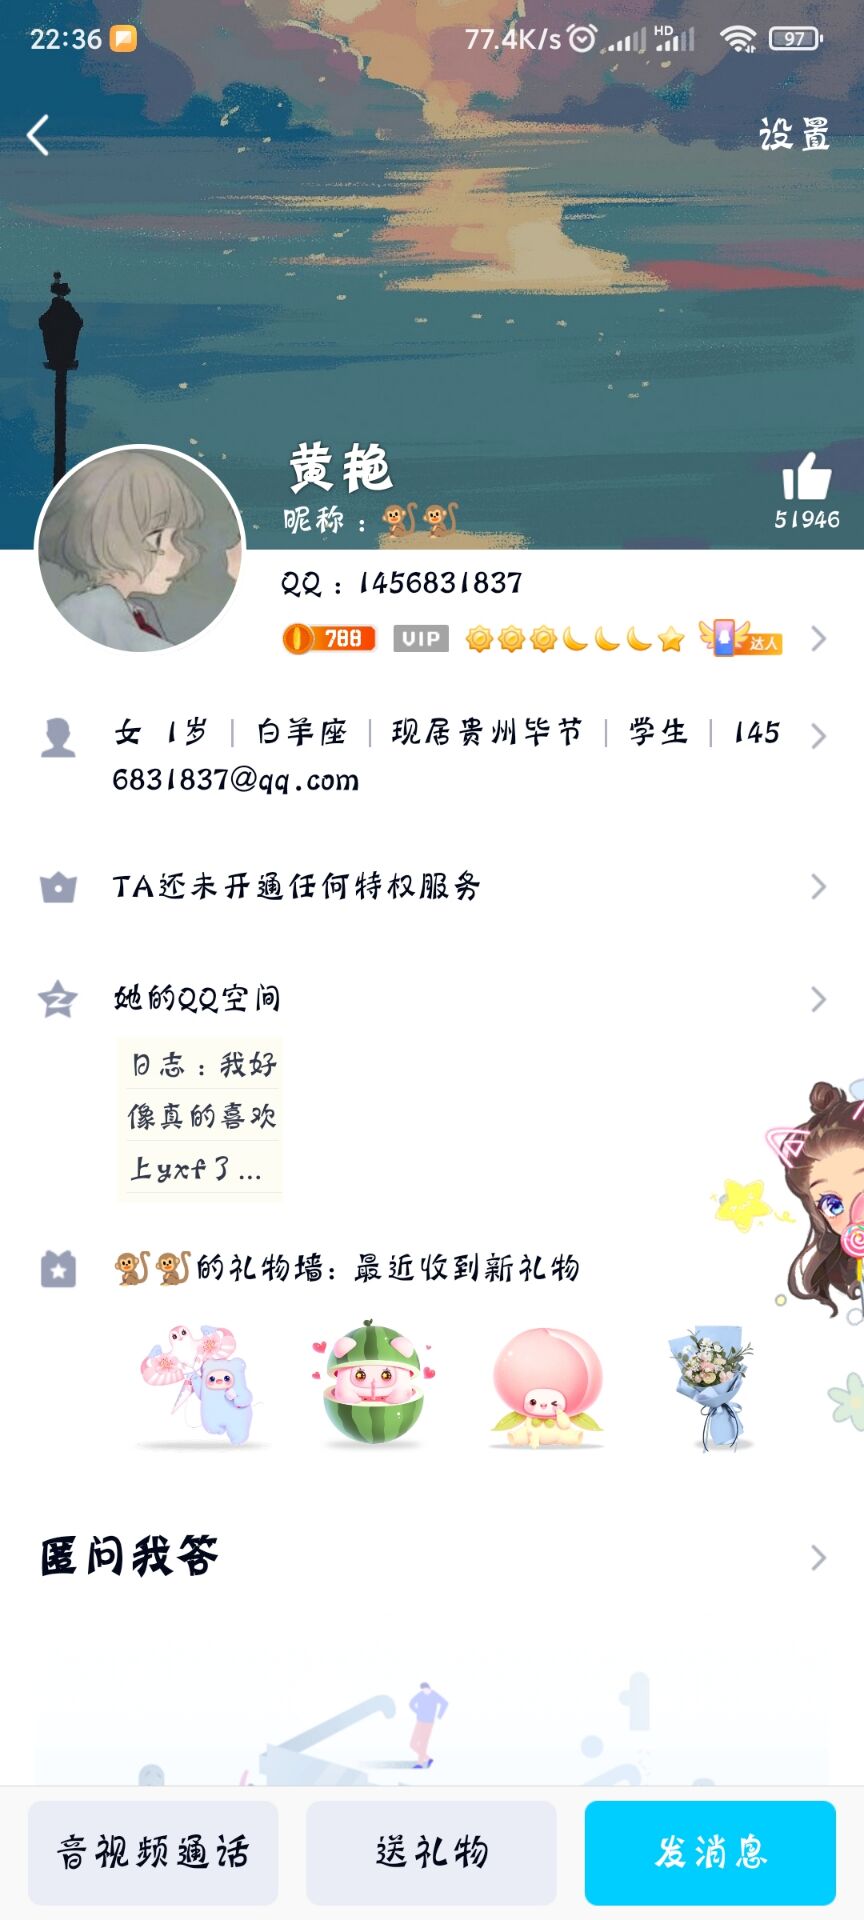 22:36
77.4K/s
HD
97
设置
黄艳
昵称：🐒🐒
51946
QQ：1456831837
788
VIP
达人
女 1岁｜白羊座｜现居贵州毕节｜学生｜145
6831837@qq.com
TA还未开通任何特权服务
她的QQ空间
日志：我好
像真的喜欢
上yxf了...
🐒🐒的礼物墙：最近收到新礼物
匿问我答
音视频通话
送礼物
发消息